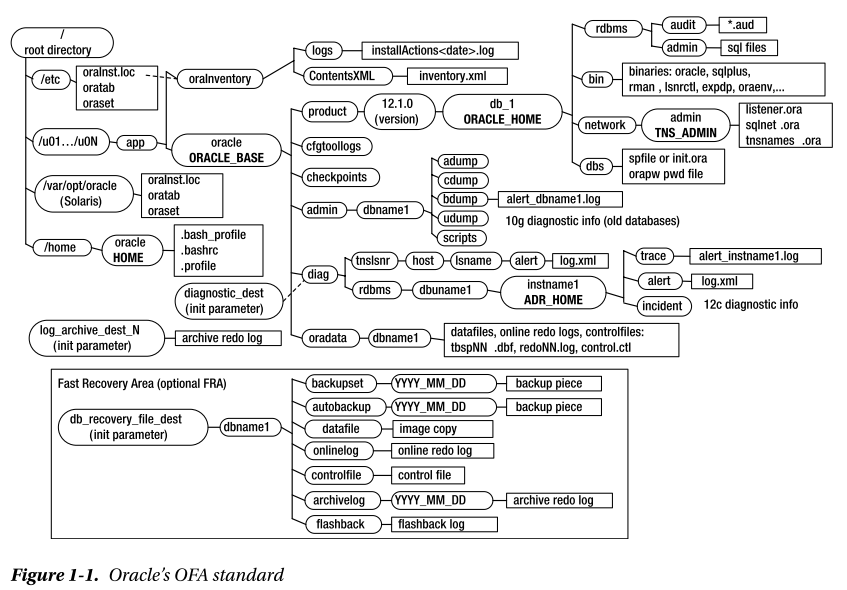 /
root directory
/etc
oraInst.loc
oratab
oraset
oraInventory
logs
installActions<date>.log
ContentsXML
inventory.xml
/u01…/u0N
app
oracle
ORACLE_BASE
/var/opt/oracle
(Solaris)
oraInst.loc
oratab
oraset
/home
oracle
HOME
.bash_profile
.bashrc
.profile
product
12.1.0
(version)
db_1
ORACLE_HOME
rdbms
audit
*.aud
admin
sql files
bin
binaries: oracle, sqlplus,
rman , lsnrctl, expdp, oraenv,...
network
admin
TNS_ADMIN
listener.ora
sqlnet .ora
tnsnames .ora
dbs
spfile or init.ora
orapw pwd file
cfgtoollogs
checkpoints
admin
dbname1
adump
cdump
bdump
alert_dbname1.log
udump
scripts
10g diagnostic info (old databases)
diag
tnslsnr
host
lsname
alert
log.xml
rdbms
dbuname1
instname1
ADR_HOME
trace
alert_instname1.log
alert
log.xml
incident
12c diagnostic info
diagnostic_dest
(init parameter)
log_archive_dest_N
(init parameter)
archive redo log
oradata
dbname1
datafiles, online redo logs, controlfiles:
tbspNN .dbf, redoNN.log, control.ctl
Fast Recovery Area (optional FRA)
db_recovery_file_dest
(init parameter)
dbname1
backupset
YYYY_MM_DD
backup piece
autobackup
YYYY_MM_DD
backup piece
datafile
image copy
onlinelog
online redo log
controlfile
control file
archivelog
YYYY_MM_DD
archive redo log
flashback
flashback log
Figure 1-1. Oracle's OFA standard